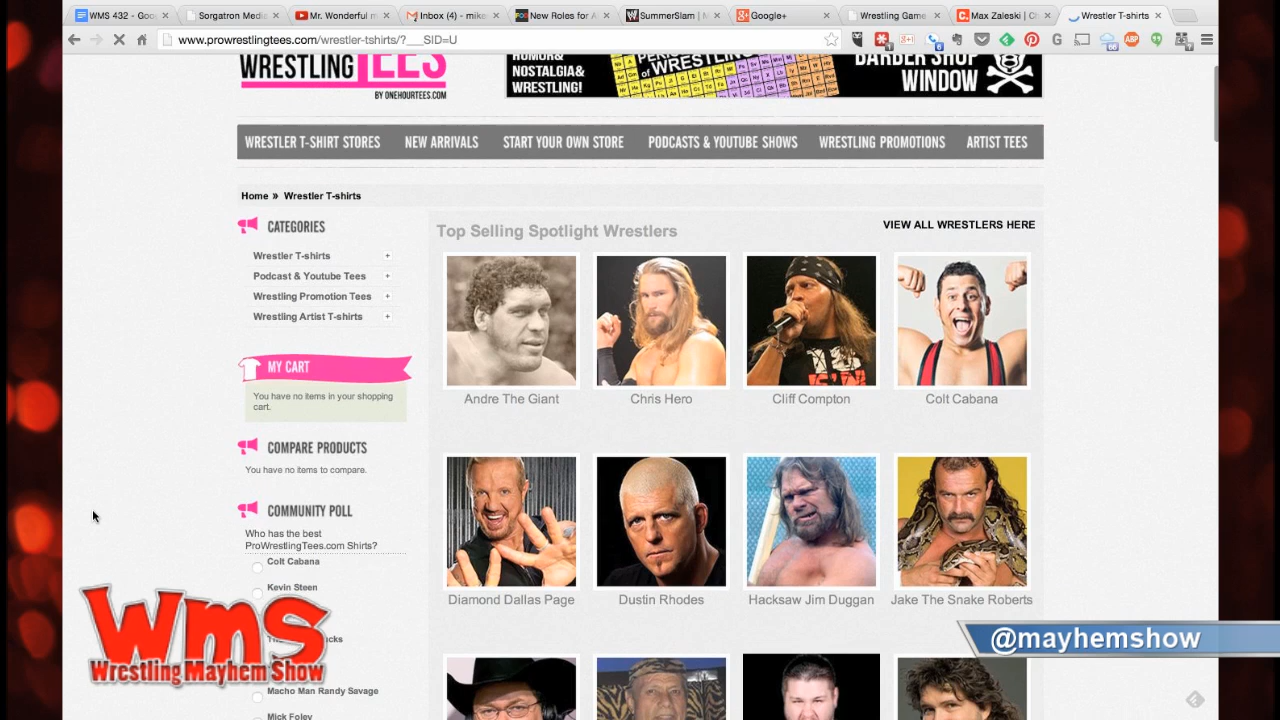 WMS 432 - Goo
Sorgatron Media
Mr. Wonderful m
Inbox (4) - mike
New Roles for A
SummerSlam | M
Google+
Wrestling Game
Max Zaleski | Ch
Wrestler T-shirts
www.prowrestlingtees.com/wrestler-tshirts/?___SID=U
WRESTLING TEES
BY ONEHOURTEES.COM
HUMOR&
NOSTALGIA&
WRESTLING!
of WRESTLING
BARBER SHOP
WINDOW
WRESTLER T-SHIRT STORES
NEW ARRIVALS
START YOUR OWN STORE
PODCASTS & YOUTUBE SHOWS
WRESTLING PROMOTIONS
ARTIST TEES
Home » Wrestler T-shirts
CATEGORIES
Wrestler T-shirts +
Podcast & Youtube Tees +
Wrestling Promotion Tees +
Wrestling Artist T-shirts +
MY CART
You have no items in your shopping
cart.
COMPARE PRODUCTS
You have no items to compare.
COMMUNITY POLL
Who has the best
ProWrestlingTees.com Shirts?
Colt Cabana
Kevin Steen
Macho Man Randy Savage
Mick Foley
Top Selling Spotlight Wrestlers
VIEW ALL WRESTLERS HERE
Andre The Giant
Chris Hero
Cliff Compton
Colt Cabana
Diamond Dallas Page
Dustin Rhodes
Hacksaw Jim Duggan
Jake The Snake Roberts
Wms
Wrestling Mayhem Show
@mayhemshow